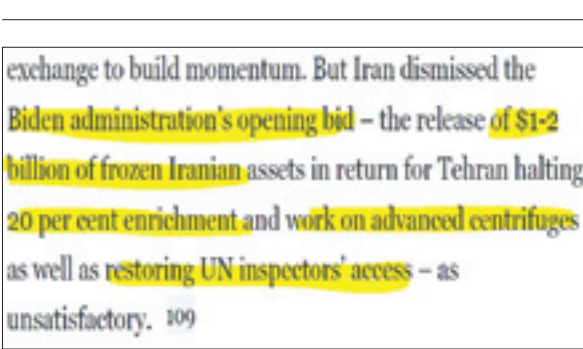 exchange to build momentum. But Iran dismissed the
Biden administration's opening bid – the release of $1-2
billion of frozen Iranian assets in return for Tehran halting
20 per cent enrichment and work on advanced centrifuges
as well as restoring UN inspectors' access – as
unsatisfactory. 109